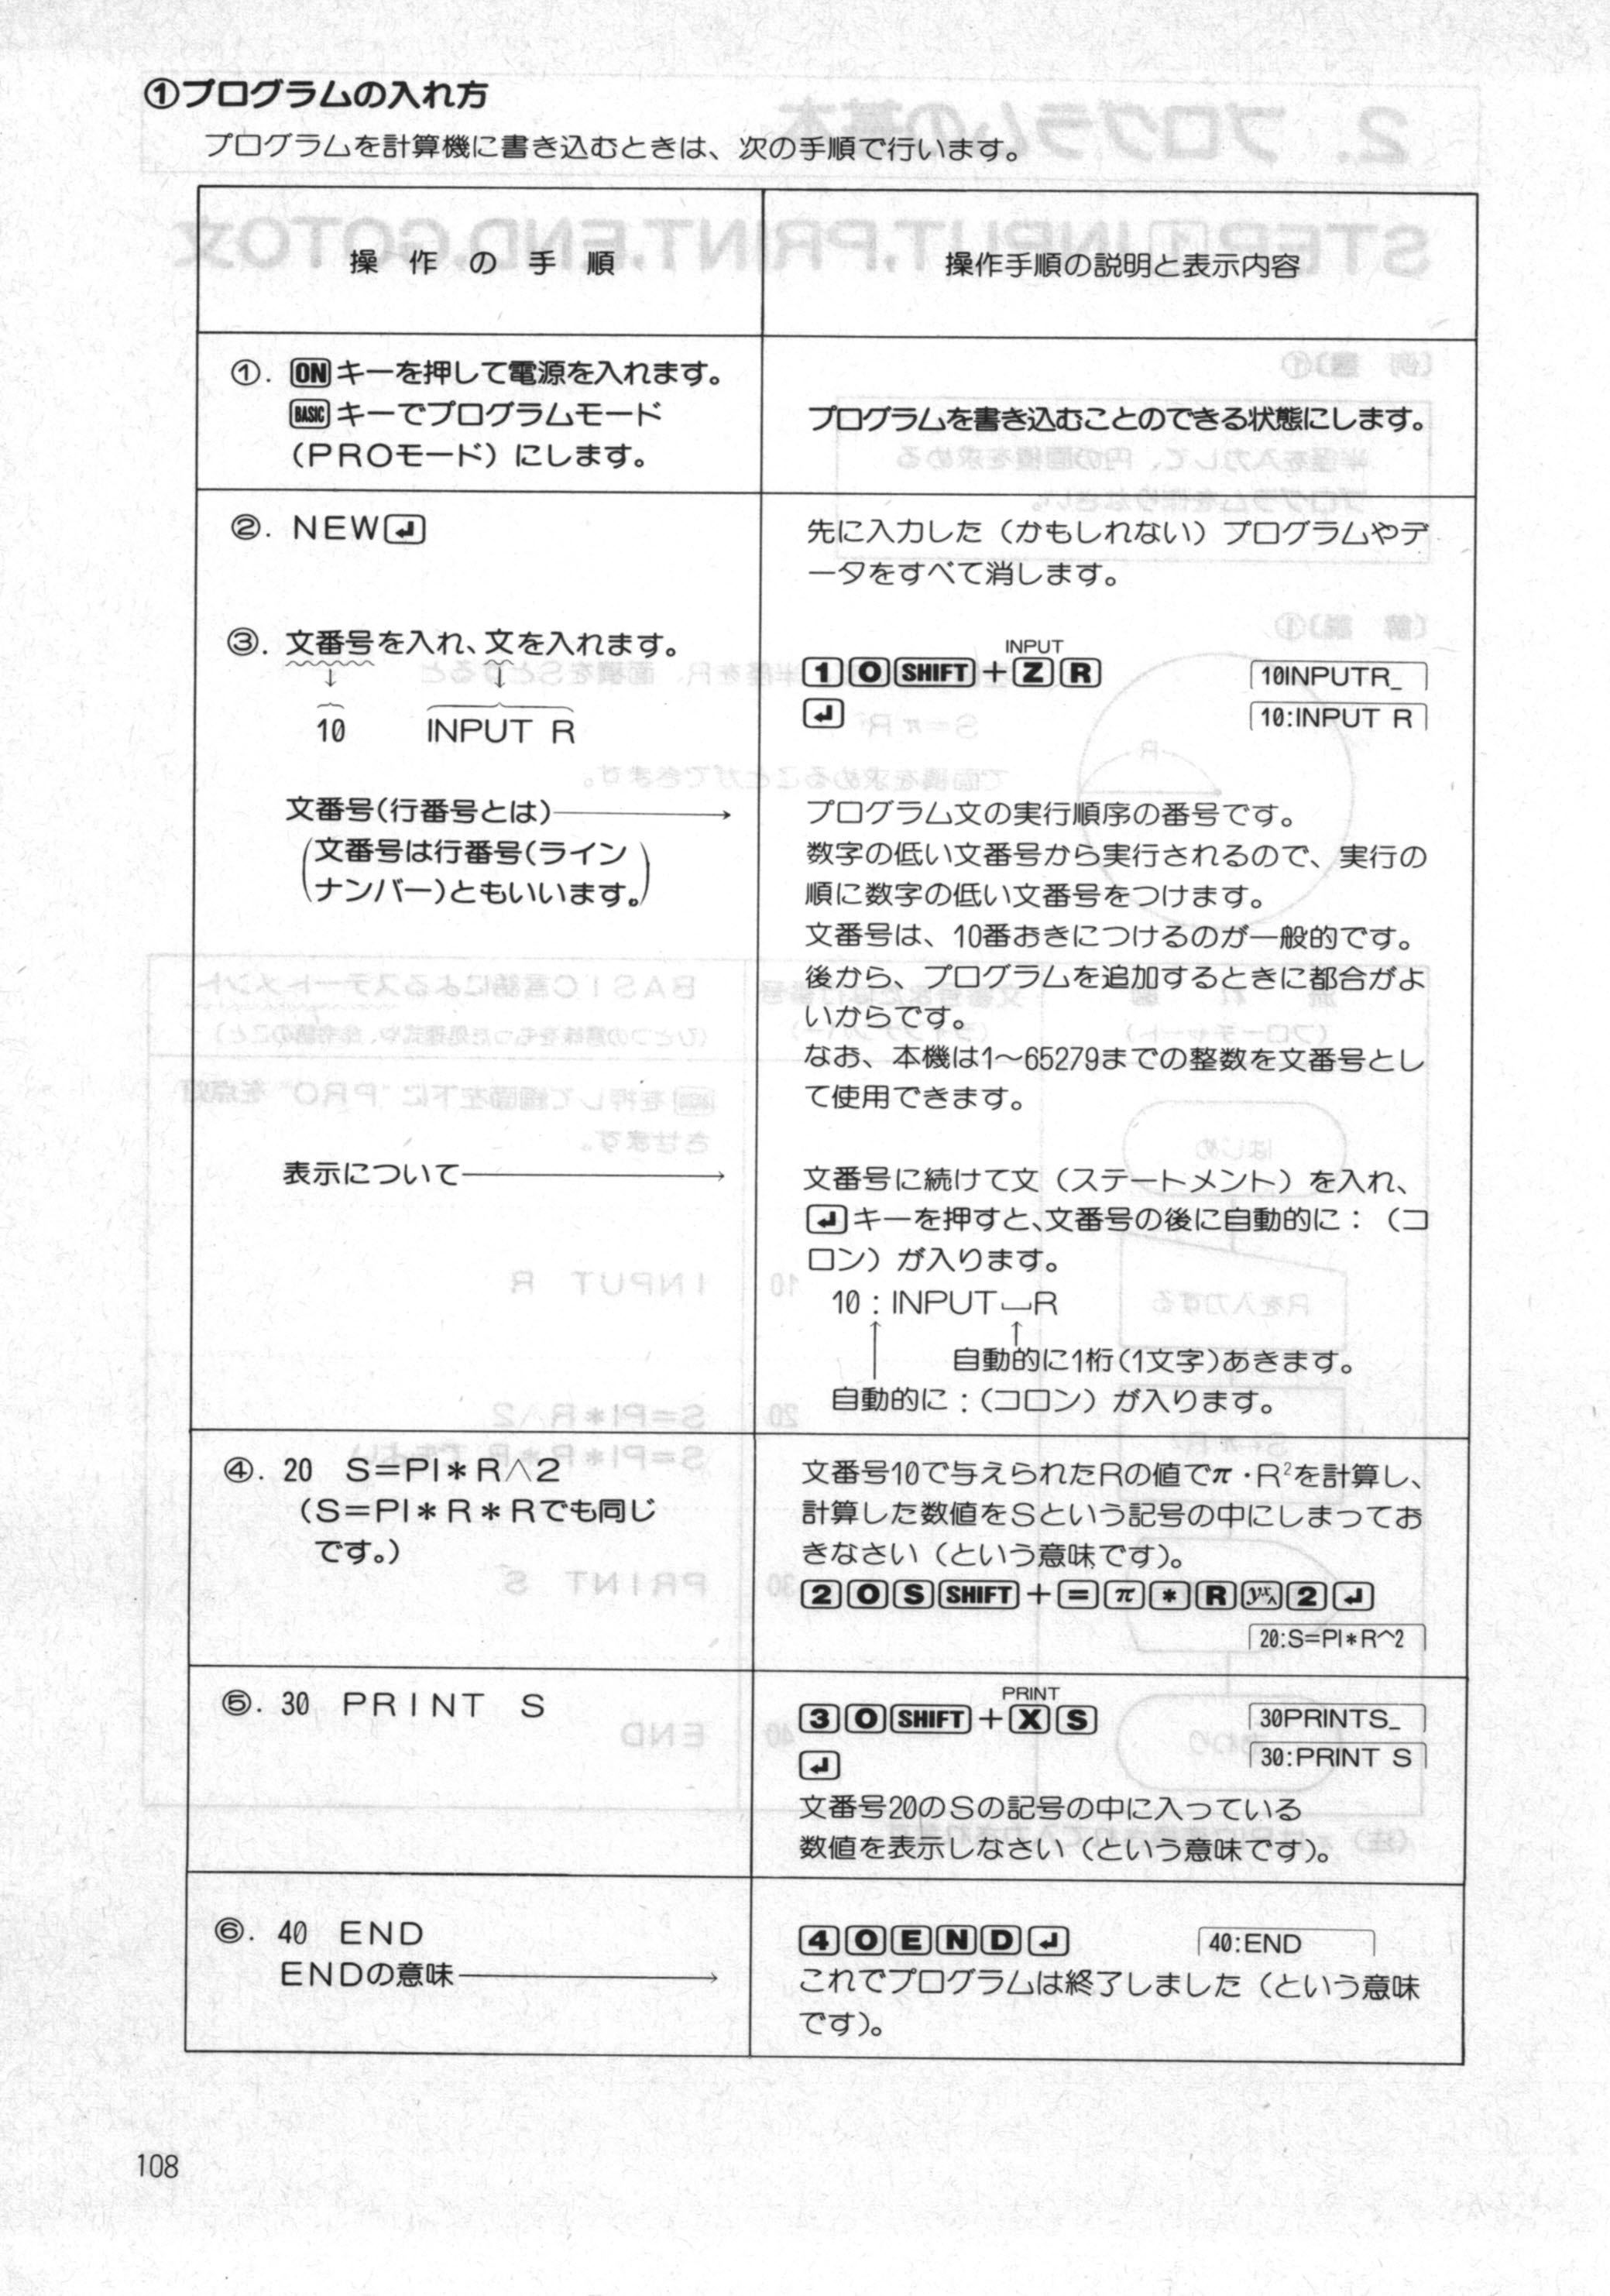 ①プログラムの入れ方
プログラムを計算機に書き込むときは、次の手順で行います。
操 作 の 手 順
操作手順の説明と表示内容
①. ONキーを押して電源を入れます。
BASICキーでプログラムモード
（PROモード）にします。
プログラムを書き込むことのできる状態にします。
②. NEW↵
先に入力した（かもしれない）プログラムやデ
ータをすべて消します。
③. 文番号を入れ、文を入れます。
↓ ↓
10 INPUT R
INPUT
1 0 SHIFT + Z R 10INPUTR_
↵ 10:INPUT R
文番号(行番号とは)→
(文番号は行番号(ライン
ナンバー)ともいいます。)
プログラム文の実行順序の番号です。
数字の低い文番号から実行されるので、実行の
順に数字の低い文番号をつけます。
文番号は、10番おきにつけるのが一般的です。
後から、プログラムを追加するときに都合がよ
いからです。
なお、本機は1〜65279までの整数を文番号とし
て使用できます。
表示について→
文番号に続けて文（ステートメント）を入れ、
↵キーを押すと、文番号の後に自動的に：（コ
ロン）が入ります。
10：INPUT⎵R
↑ ↑
自動的に1桁(1文字)あきます。
自動的に：(コロン）が入ります。
④. 20 S=PI＊R∧2
（S=PI＊R＊Rでも同じ
です。）
文番号10で与えられたRの値でπ・R²を計算し、
計算した数値をSという記号の中にしまってお
きなさい（という意味です)。
2 0 S SHIFT + = π * R yˣ∧ 2 ↵
20:S=PI*R^2
⑤. 30 PRINT S
PRINT
3 0 SHIFT + X S 30PRINTS_
↵ 30:PRINT S
文番号20のSの記号の中に入っている
数値を表示しなさい（という意味です)。
⑥. 40 END
ENDの意味→
4 0 E N D ↵ 40:END
これでプログラムは終了しました（という意味
です)。
108